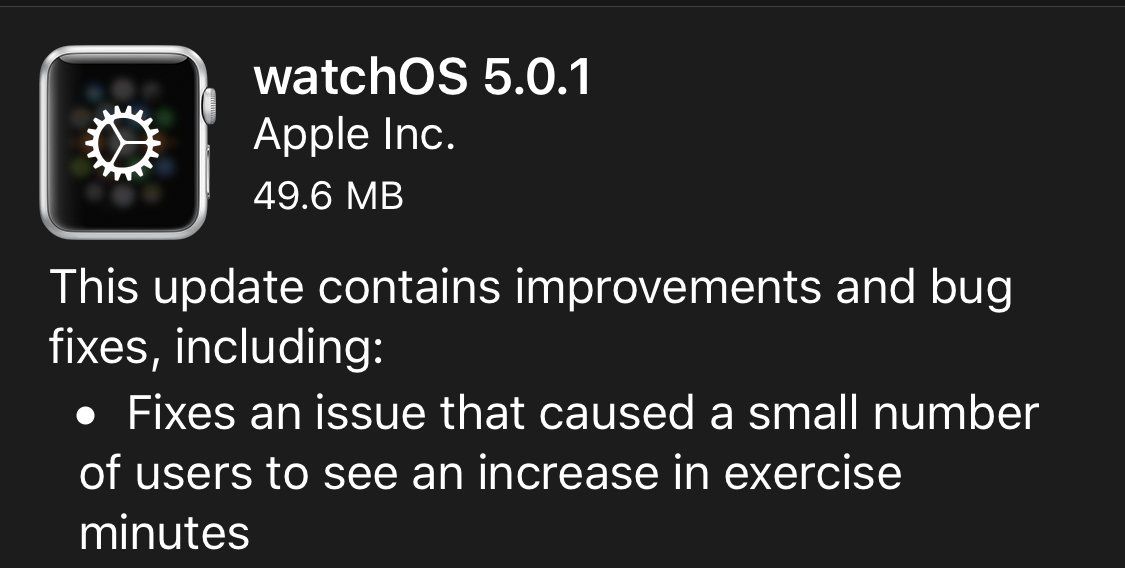 watchOS 5.0.1
Apple Inc.
49.6 MB
This update contains improvements and bug
fixes, including:
• Fixes an issue that caused a small number
of users to see an increase in exercise
minutes